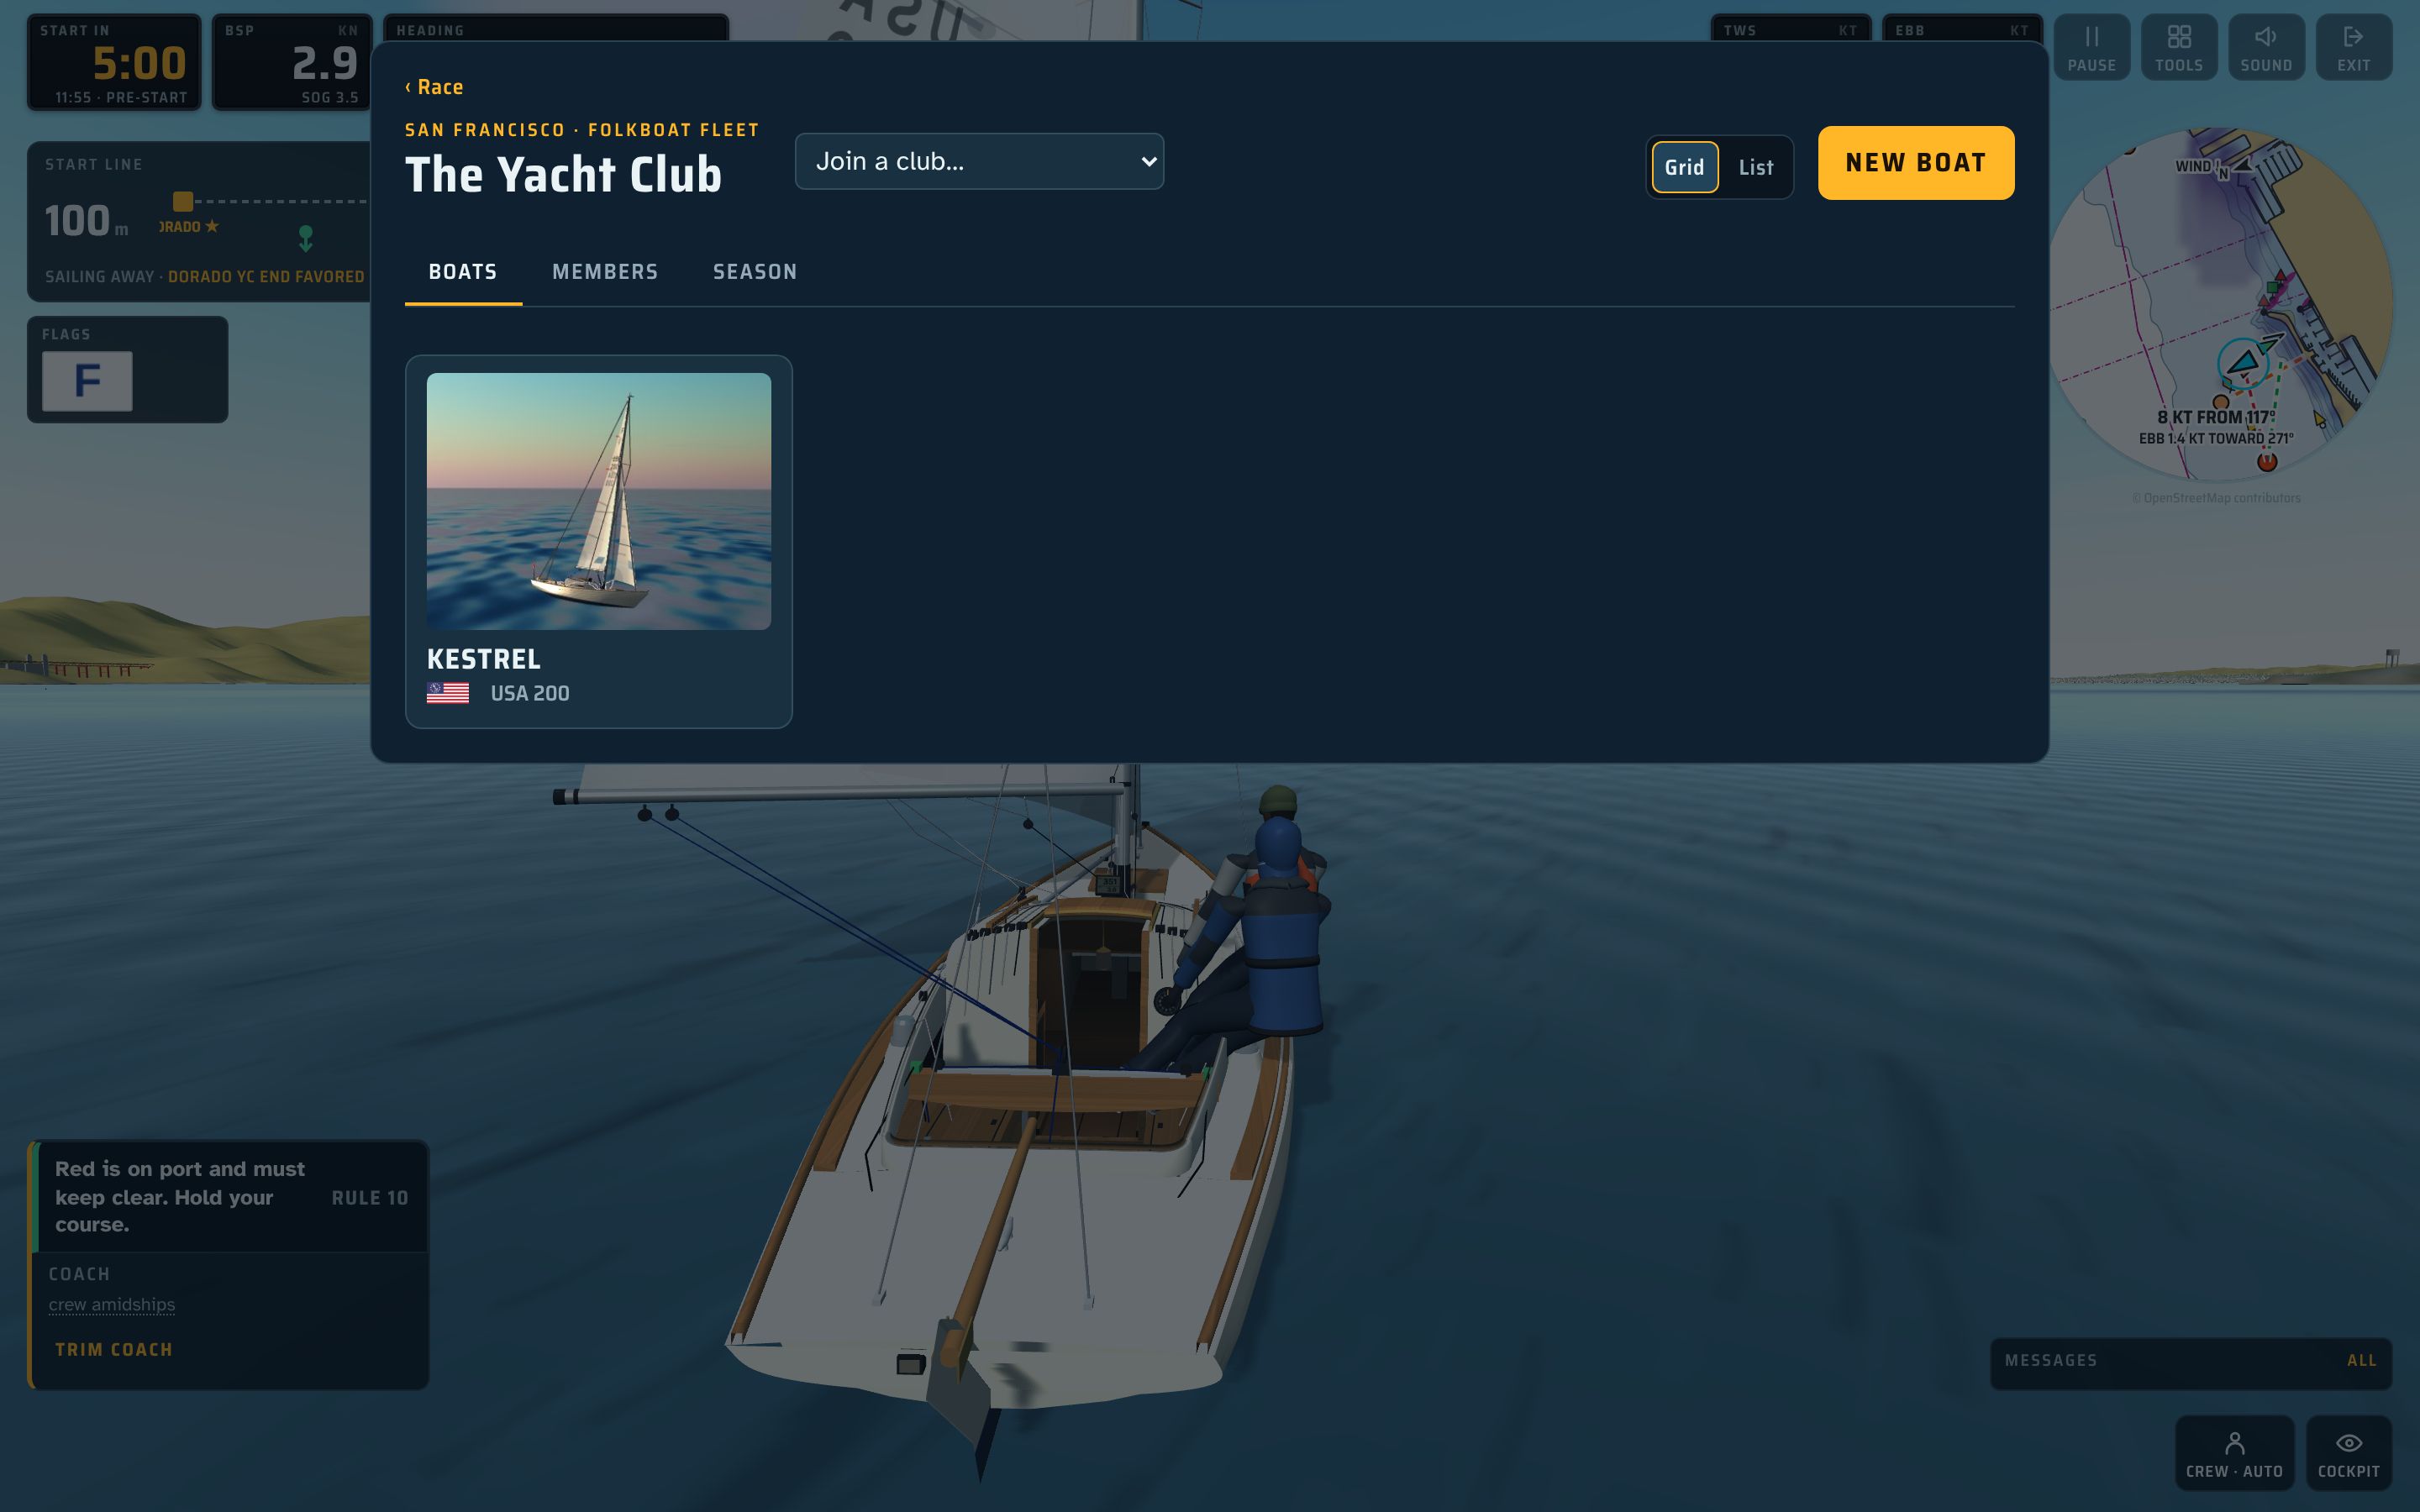 START IN
5:00
11:55 · PRE-START
BSP KN
2.9
SOG 3.5
HEADING
TWS KT
EBB KT
PAUSE
TOOLS
SOUND
EXIT
‹ Race
SAN FRANCISCO · FOLKBOAT FLEET
The Yacht Club
Join a club...
Grid
List
NEW BOAT
BOATS
MEMBERS
SEASON
KESTREL
USA 200
START LINE
100 m
RADO ★
SAILING AWAY · DORADO YC END FAVORED
FLAGS
F
USA
WIND
N
8 KT FROM 117°
EBB 1.4 KT TOWARD 271°
© OpenStreetMap contributors
Red is on port and must
keep clear. Hold your
course.
RULE 10
COACH
crew amidships
TRIM COACH
MESSAGES
ALL
CREW · AUTO
COCKPIT